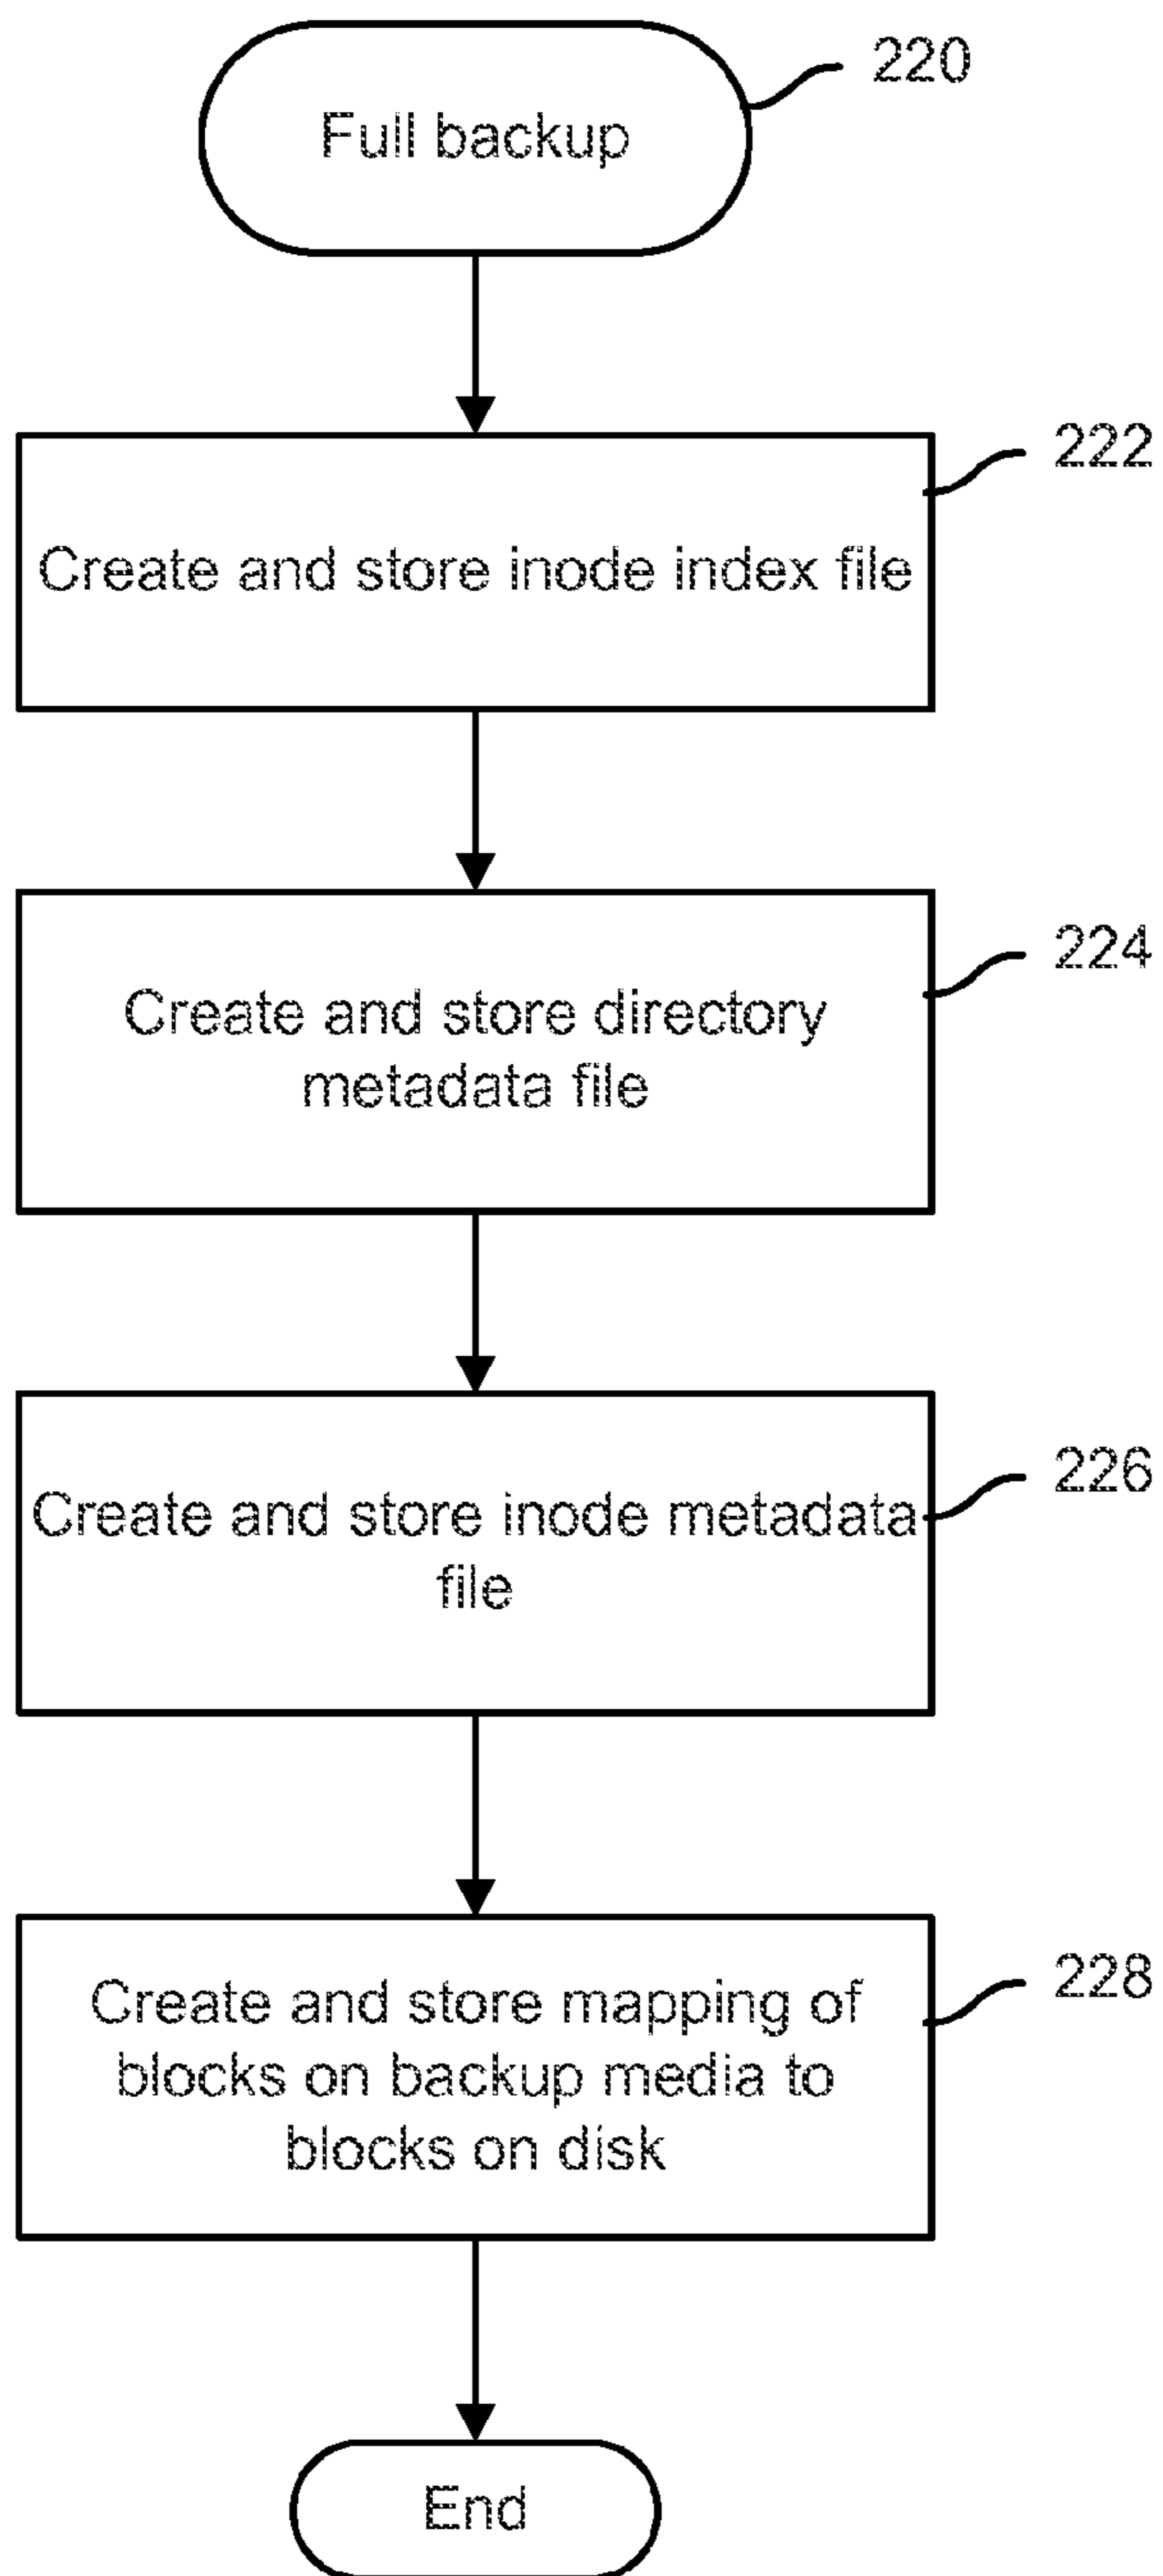 220
Full backup
222
Create and store inode index file
224
Create and store directory
metadata file
226
Create and store inode metadata
file
228
Create and store mapping of
blocks on backup media to
blocks on disk
End